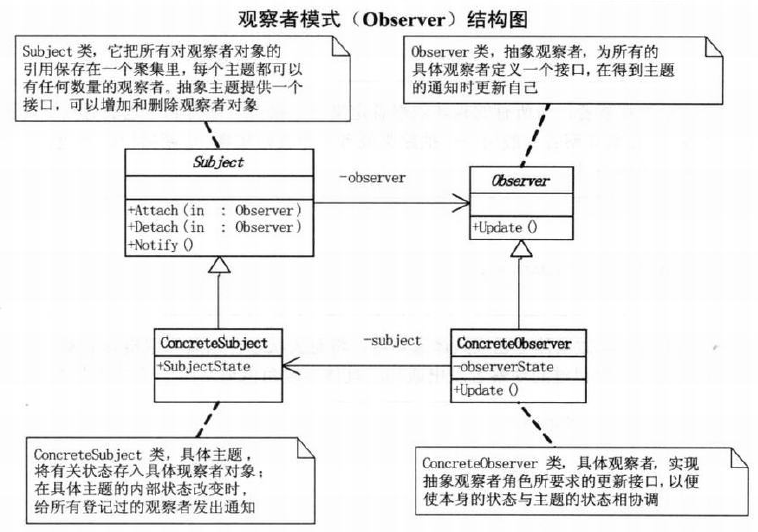 观察者模式（Observer）结构图
Subject 类，它把所有对观察者对象的
引用保存在一个聚集里，每个主题都可以
有任何数量的观察者。抽象主题提供一个
接口，可以增加和删除观察者对象
Observer 类，抽象观察者，为所有的
具体观察者定义一个接口，在得到主题
的通知时更新自己
Subject
+Attach(in : Observer)
+Detach(in : Observer)
+Notify()
-observer
Observer
+Update()
ConcreteSubject
+SubjectState
-subject
ConcreteObserver
-observerState
+Update()
ConcreteSubject 类，具体主题，
将有关状态存入具体现察者对象；
在具体主题的内部状态改变时，
给所有登记过的观察者发出通知
ConcreteObserver 类，具体观察者，实现
抽象观察者角色所要求的更新接口，以便
使本身的状态与主题的状态相协调